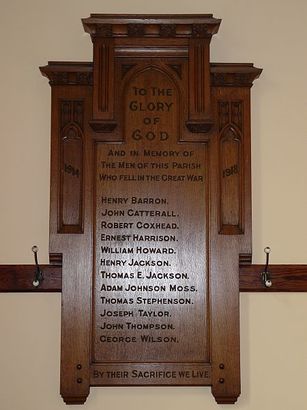 To The
Glory
of
God
And in Memory of
The Men of this Parish
Who fell in the Great War
1914
1918
Henry Barron.
John Catterall.
Robert Coxhead.
Ernest Harrison.
William Howard.
Henry Jackson.
Thomas E. Jackson.
Adam Johnson Moss.
Thomas Stephenson.
Joseph Taylor.
John Thompson.
George Wilson.
By their Sacrifice we Live.